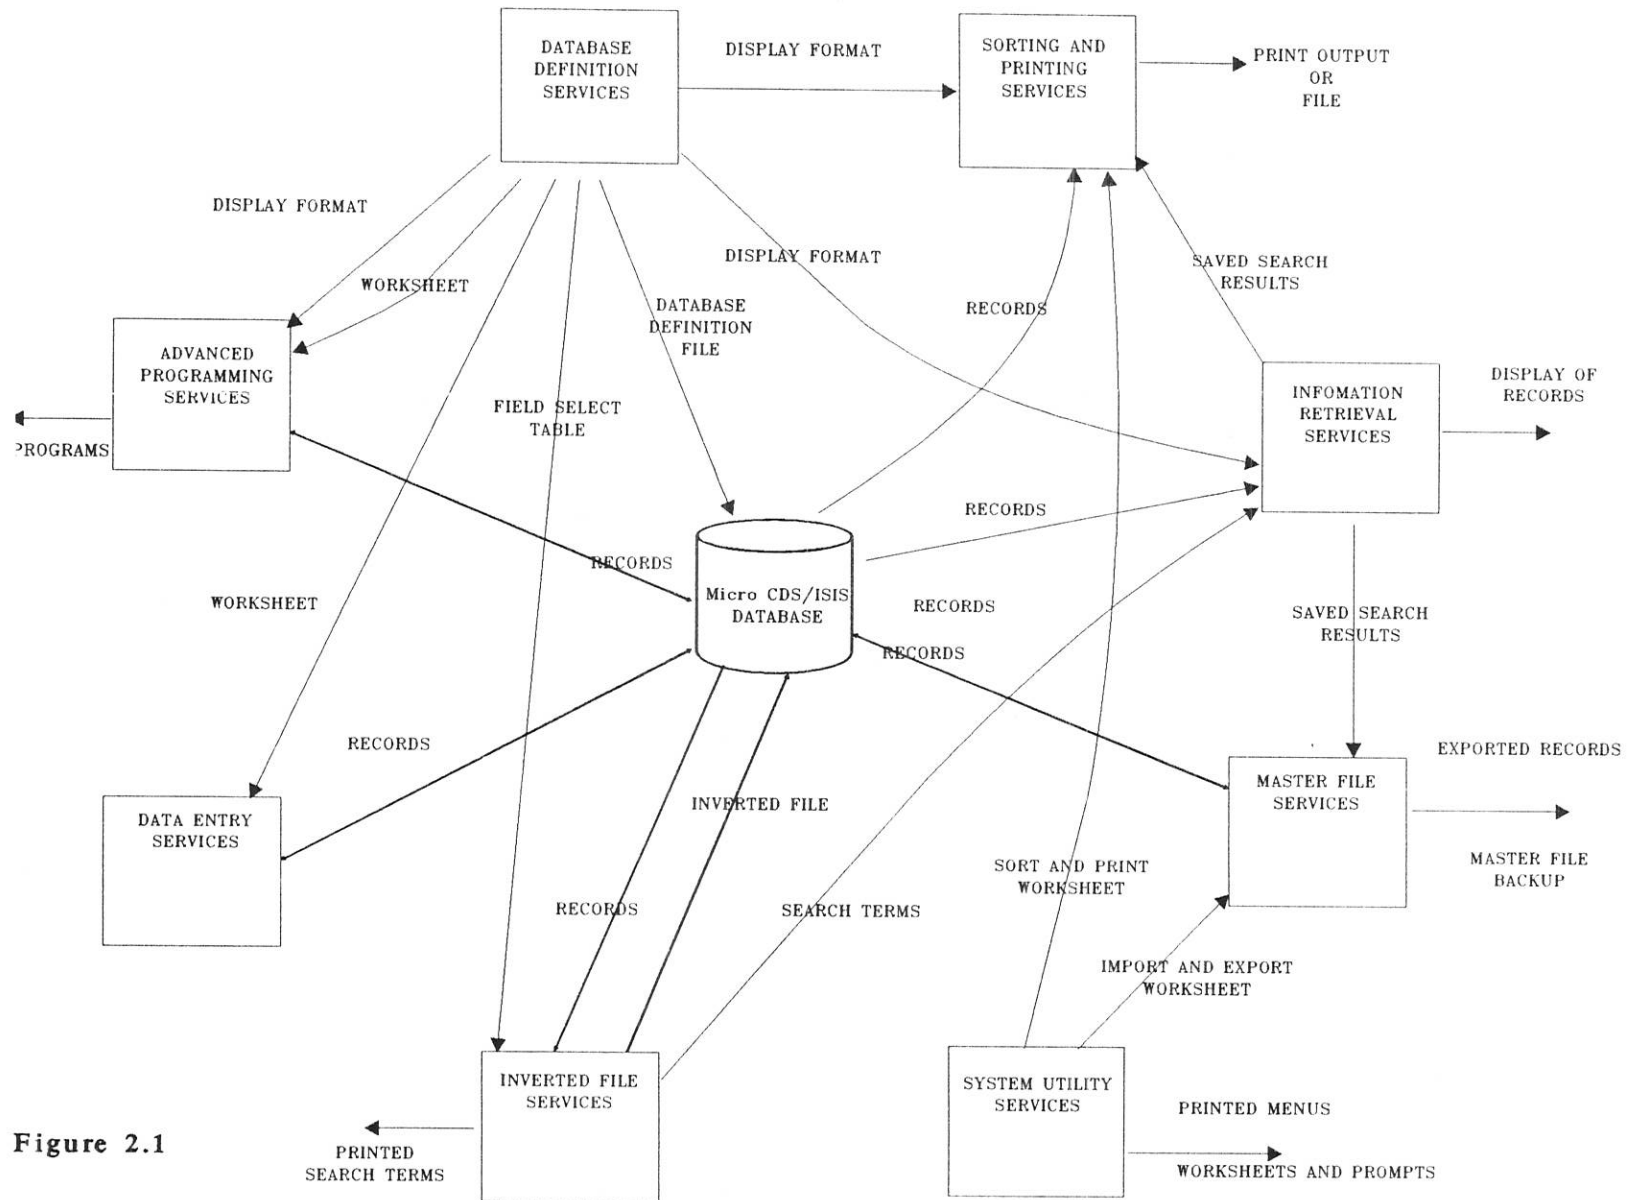 DATABASE
DEFINITION
SERVICES
DISPLAY FORMAT
SORTING AND
PRINTING
SERVICES
PRINT OUTPUT
OR
FILE
DISPLAY FORMAT
WORKSHEET
DISPLAY FORMAT
SAVED SEARCH
RESULTS
DATABASE
DEFINITION
FILE
RECORDS
ADVANCED
PROGRAMMING
SERVICES
PROGRAMS
FIELD SELECT
TABLE
INFOMATION
RETRIEVAL
SERVICES
DISPLAY OF
RECORDS
RECORDS
RECORDS
Micro CDS/ISIS
DATABASE
RECORDS
RECORDS
WORKSHEET
SAVED SEARCH
RESULTS
RECORDS
DATA ENTRY
SERVICES
INVERTED FILE
MASTER FILE
SERVICES
EXPORTED RECORDS
MASTER FILE
BACKUP
SORT AND PRINT
WORKSHEET
RECORDS
SEARCH TERMS
IMPORT AND EXPORT
WORKSHEET
INVERTED FILE
SERVICES
SYSTEM UTILITY
SERVICES
PRINTED MENUS
WORKSHEETS AND PROMPTS
PRINTED
SEARCH TERMS
Figure 2.1